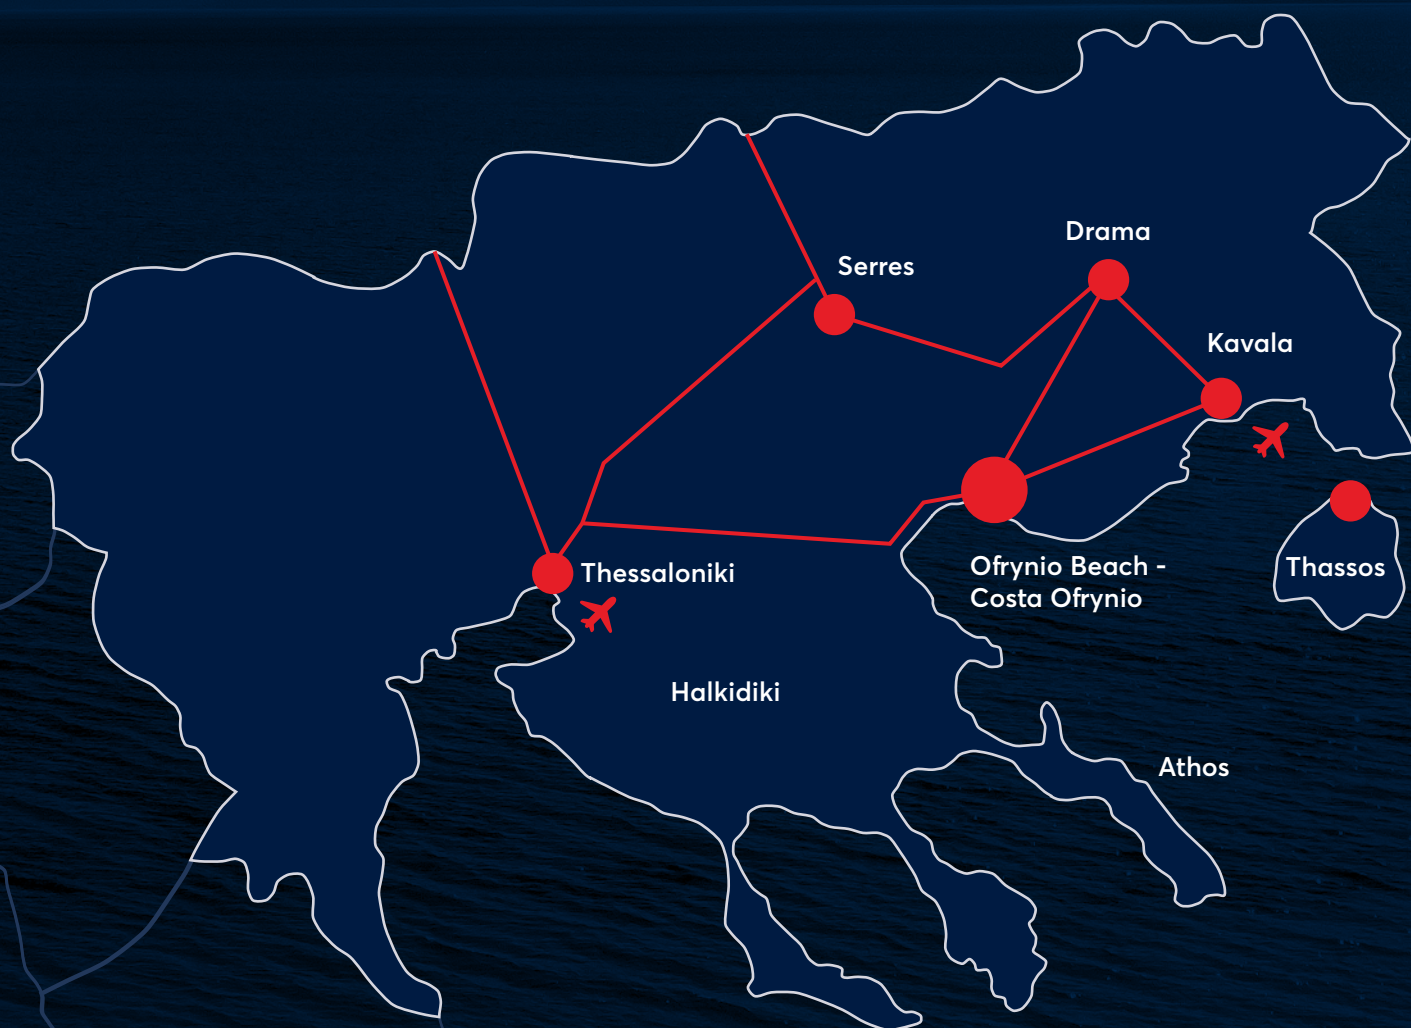 Drama
Serres
Kavala
Thessaloniki
Ofrynio Beach -
Costa Ofrynio
Thassos
Halkidiki
Athos